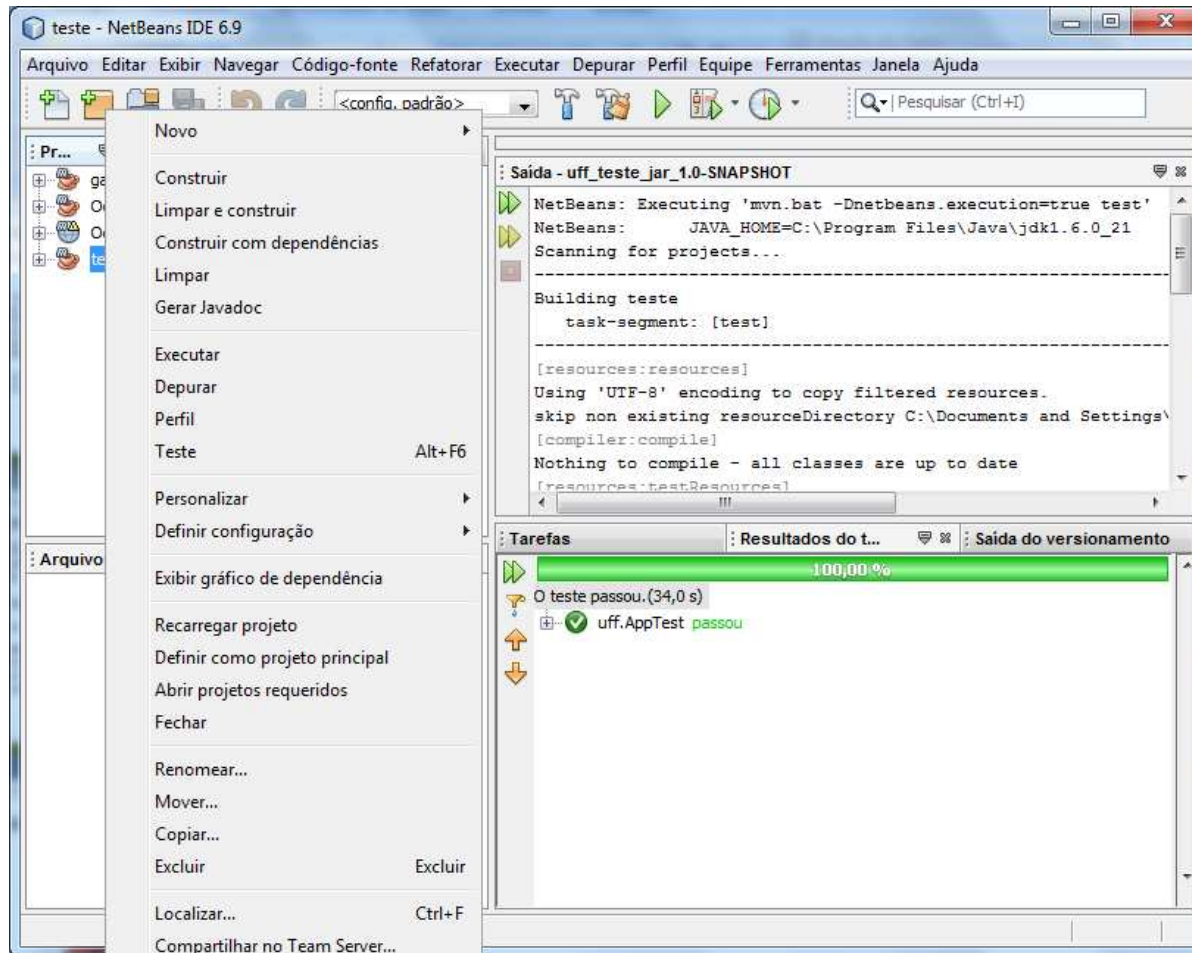 teste - NetBeans IDE 6.9
Arquivo Editar Exibir Navegar Código-fonte Refatorar Executar Depurar Perfil Equipe Ferramentas Janela Ajuda
<config. padrão>
Pesquisar (Ctrl+I)
Pr...
ga
te
Arquivo
Novo
Construir
Limpar e construir
Construir com dependências
Limpar
Gerar Javadoc
Executar
Depurar
Perfil
Teste Alt+F6
Personalizar
Definir configuração
Exibir gráfico de dependência
Recarregar projeto
Definir como projeto principal
Abrir projetos requeridos
Fechar
Renomear...
Mover...
Copiar...
Excluir Excluir
Localizar... Ctrl+F
Compartilhar no Team Server...
Saída - uff_teste_jar_1.0-SNAPSHOT
NetBeans: Executing 'mvn.bat -Dnetbeans.execution=true test'
NetBeans: JAVA_HOME=C:\Program Files\Java\jdk1.6.0_21
Scanning for projects...
------------------------------------------------------------------------
Building teste
task-segment: [test]
------------------------------------------------------------------------
[resources:resources]
Using 'UTF-8' encoding to copy filtered resources.
skip non existing resourceDirectory C:\Documents and Settings\
[compiler:compile]
Nothing to compile - all classes are up to date
[resources:testResources]
Tarefas
Resultados do t...
Saída do versionamento
100,00 %
O teste passou.(34,0 s)
uff.AppTest passou